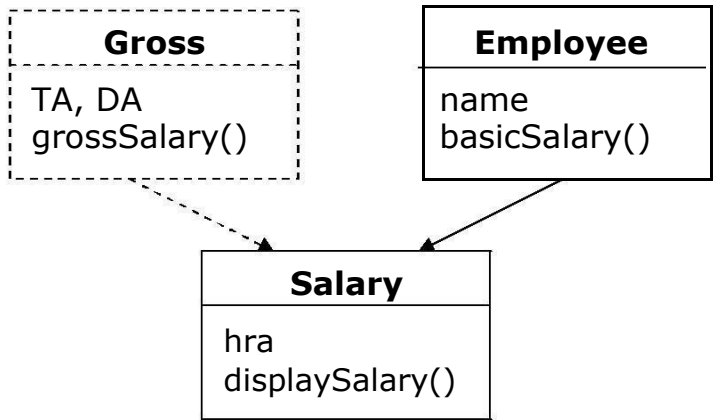 Gross
TA, DA
grossSalary()
Employee
name
basicSalary()
Salary
hra
displaySalary()